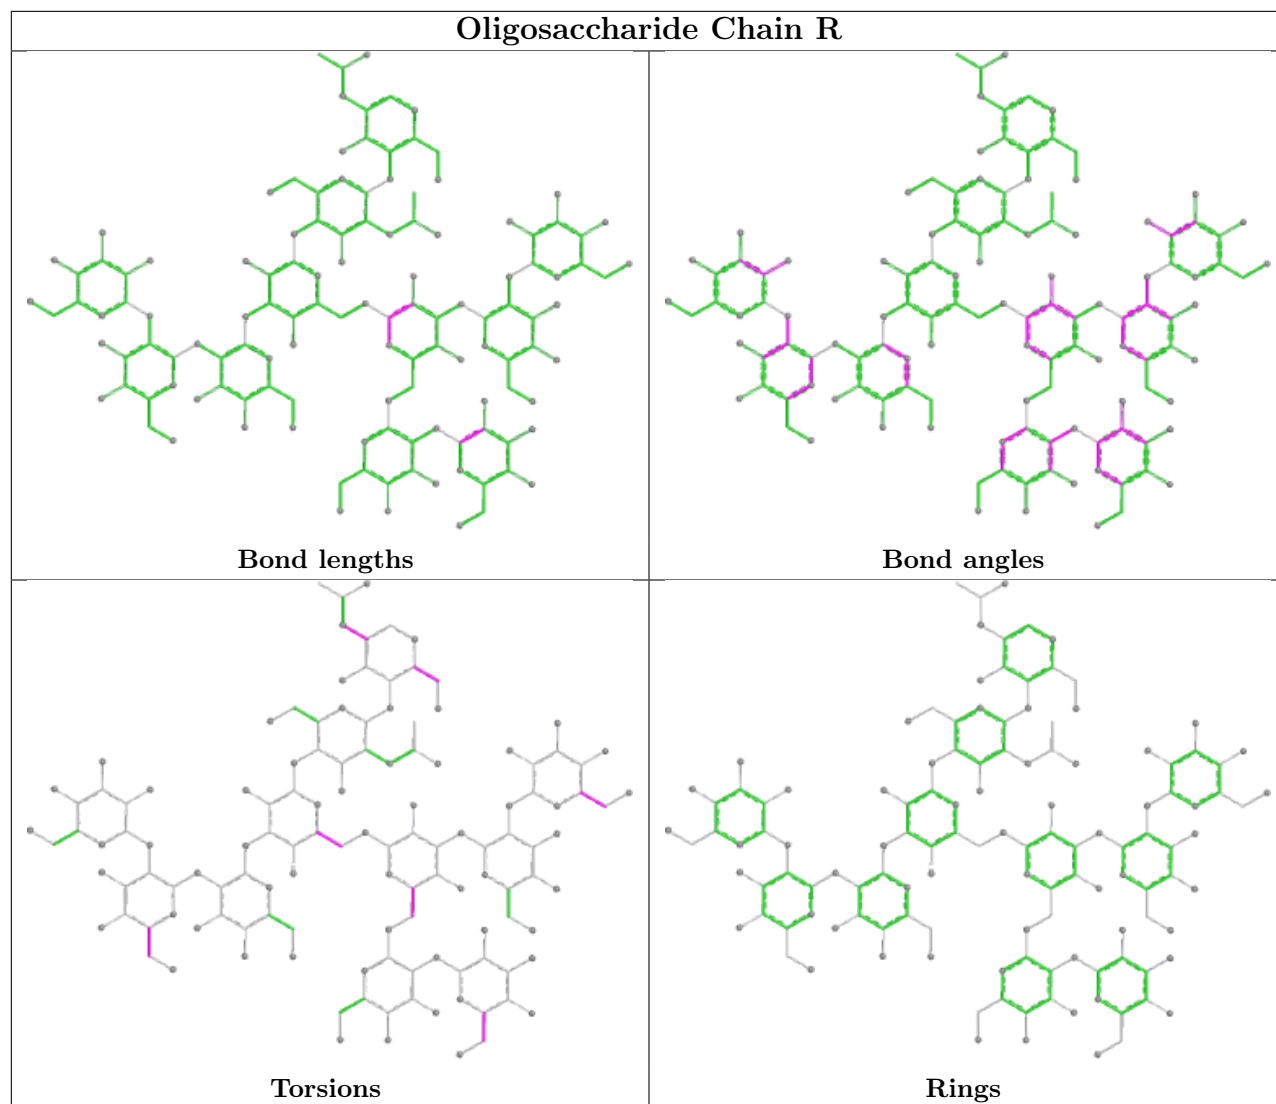 Oligosaccharide Chain R
Bond lengths
Bond angles
Torsions
Rings